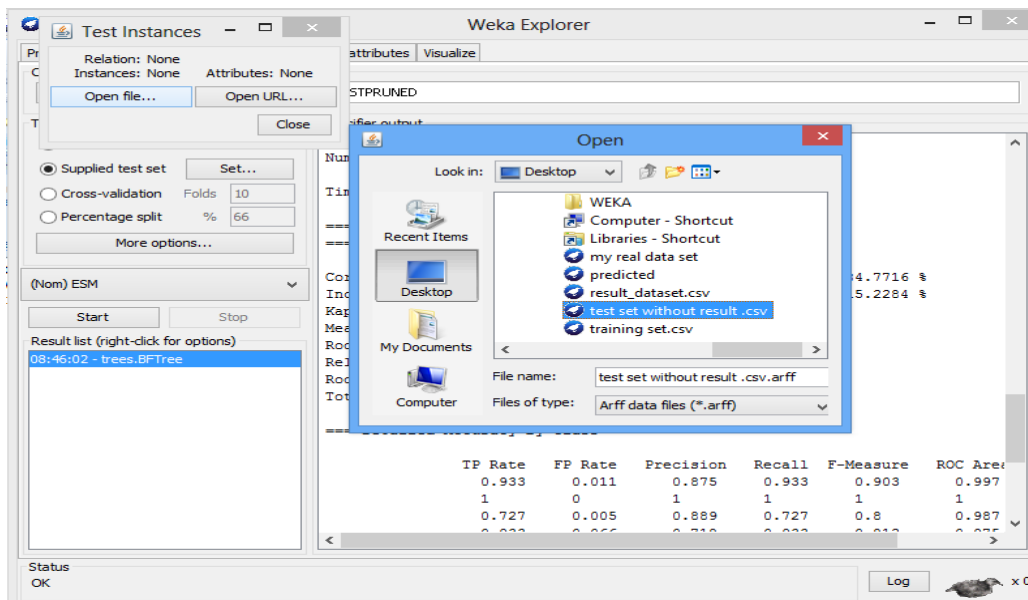 Weka Explorer
Test Instances
attributes
Visualize
Relation: None
Instances: None
Attributes: None
Open file...
Open URL...
Close
STPRUNED
ifier output
Supplied test set
Set...
Cross-validation
Folds
10
Percentage split
%
66
More options...
(Nom) ESM
Start
Stop
Result list (right-click for options)
08:46:02 - trees.BFTree
Open
Look in:
Desktop
Recent Items
Desktop
My Documents
Computer
WEKA
Computer - Shortcut
Libraries - Shortcut
my real data set
predicted
result_dataset.csv
test set without result .csv
training set.csv
File name:
test set without result .csv.arff
Files of type:
Arff data files (*.arff)
Num
Tim
===
===
Cor
4.7716 %
Inc
5.2284 %
Kap
Mea
Roo
Rel
Roo
Tot
TP Rate FP Rate Precision Recall F-Measure ROC Area
0.933 0.011 0.875 0.933 0.903 0.997
1 0 1 1 1 1
0.727 0.005 0.889 0.727 0.8 0.987
Status
OK
Log
x 0